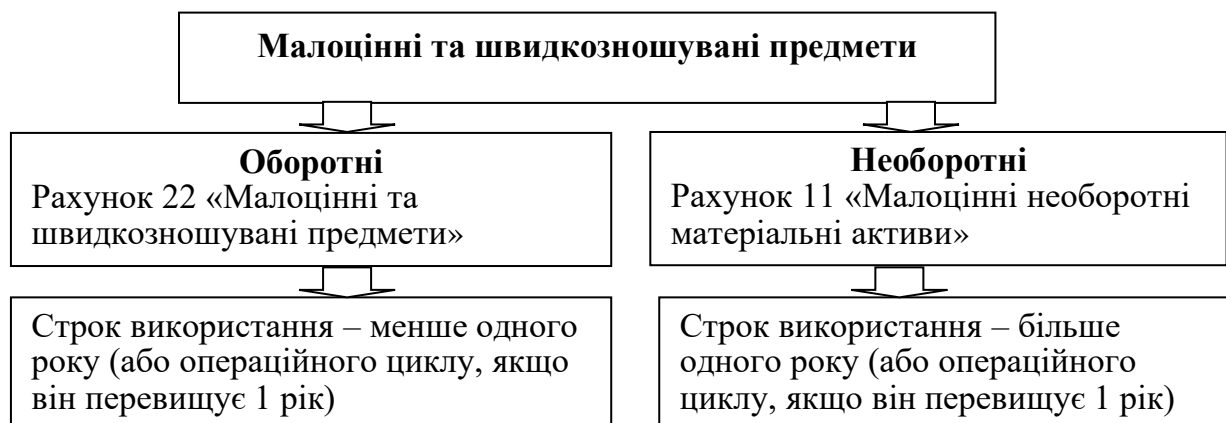 Малоцінні та швидкозношувані предмети
Оборотні
Рахунок 22 «Малоцінні та
швидкозношувані предмети»
Необоротні
Рахунок 11 «Малоцінні необоротні
матеріальні активи»
Строк використання – менше одного
року (або операційного циклу, якщо
він перевищує 1 рік)
Строк використання – більше
одного року (або операційного
циклу, якщо він перевищує 1 рік)